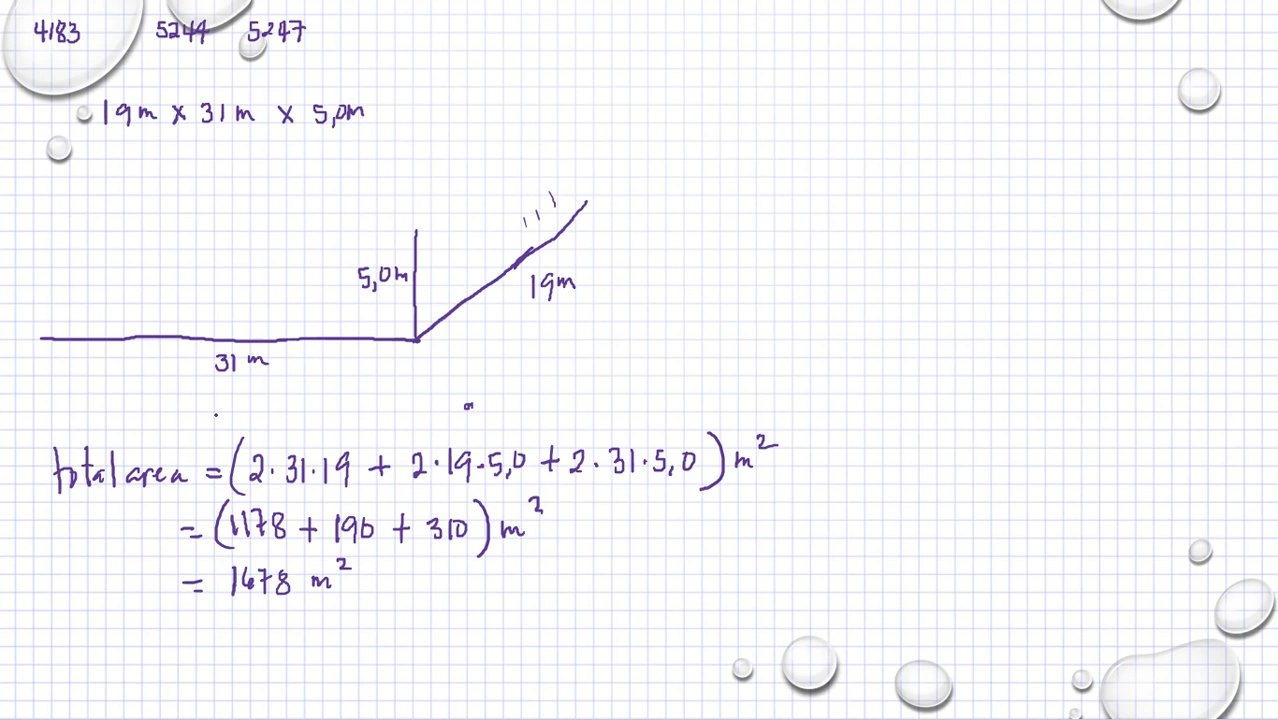 4183 5244 5247
19m x 31m x 5,0m
5,0m
19m
31 m
total area = (2·31·19 + 2·19·5,0 + 2·31·5,0) m²
= (1178 + 190 + 310) m²
= 1678 m²